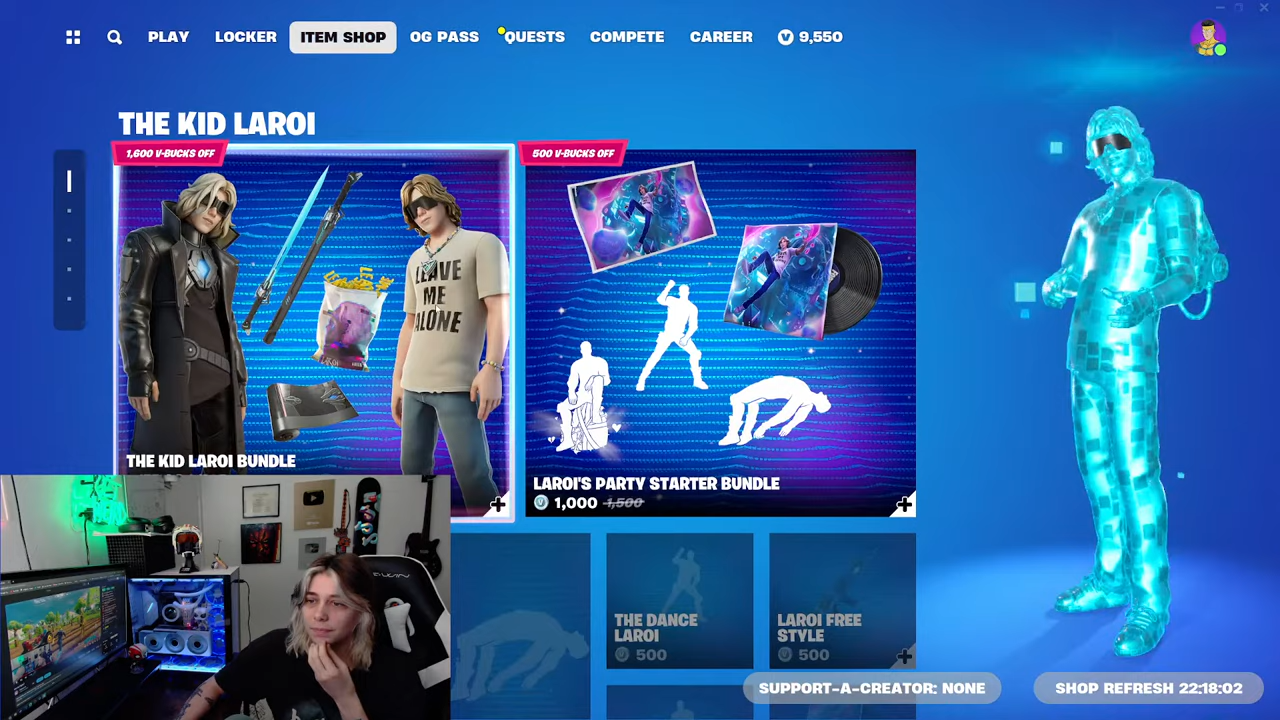 PLAY
LOCKER
ITEM SHOP
OG PASS
QUESTS
COMPETE
CAREER
9,550
THE KID LAROI
1,600 V-BUCKS OFF
500 V-BUCKS OFF
LEAVE
ME
ALONE
THE KID LAROI BUNDLE
LAROI'S PARTY STARTER BUNDLE
1,000 1,500
THE DANCE
LAROI
500
LAROI FREE
STYLE
500
SUPPORT-A-CREATOR: NONE
SHOP REFRESH 22:18:02